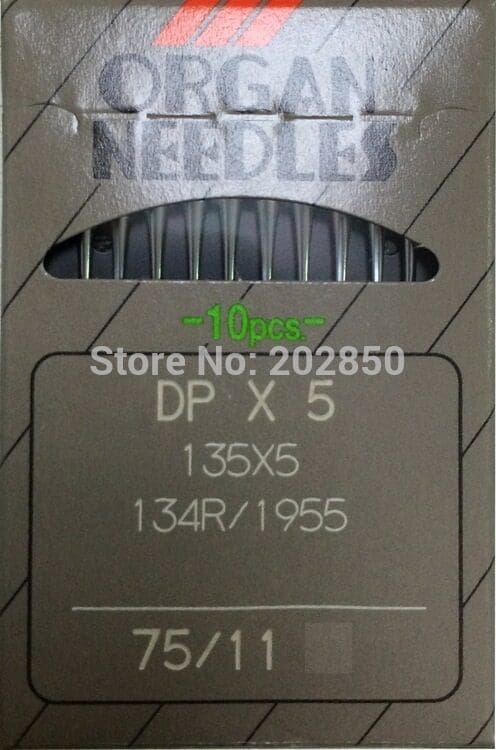 ORGAN
NEEDLES
-10pcs.-
Store No: 202850
DP X 5
135X5
134R/1955
75/11